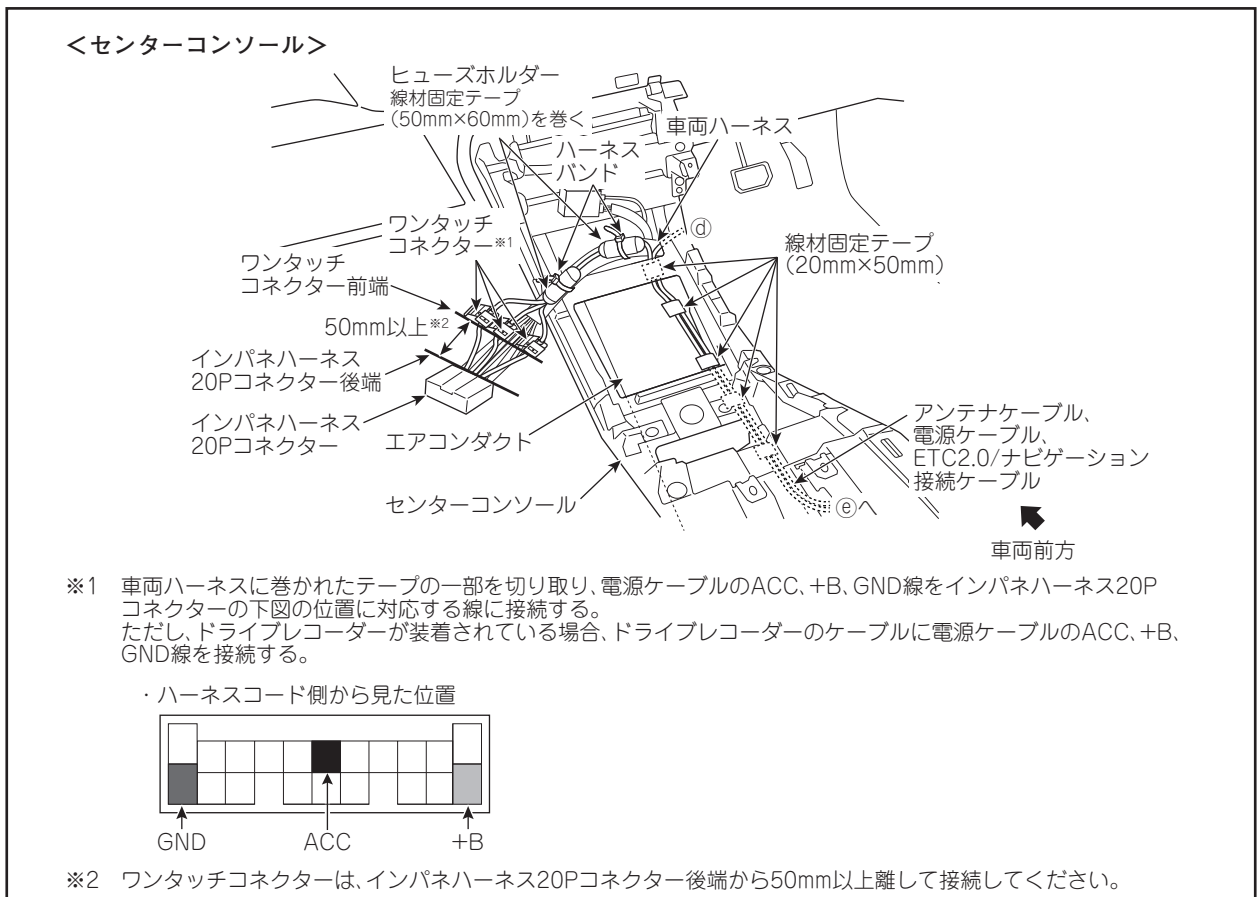 ＜センターコンソール＞
ヒューズホルダー
線材固定テープ
(50mm×60mm)を巻く
車両ハーネス
ハーネス
バンド
ワンタッチ
コネクター※1
ⓓ
線材固定テープ
(20mm×50mm)
ワンタッチ
コネクター前端
50mm以上※2
インパネハーネス
20Pコネクター後端
インパネハーネス
20Pコネクター
エアコンダクト
アンテナケーブル、
電源ケーブル、
ETC2.0/ナビゲーション
接続ケーブル
センターコンソール
ⓔへ
車両前方
※1 車両ハーネスに巻かれたテープの一部を切り取り、電源ケーブルのACC、+B、GND線をインパネハーネス20P
コネクターの下図の位置に対応する線に接続する。
ただし、ドライブレコーダーが装着されている場合、ドライブレコーダーのケーブルに電源ケーブルのACC、+B、
GND線を接続する。
・ハーネスコード側から見た位置
GND ACC +B
※2 ワンタッチコネクターは、インパネハーネス20Pコネクター後端から50mm以上離して接続してください。